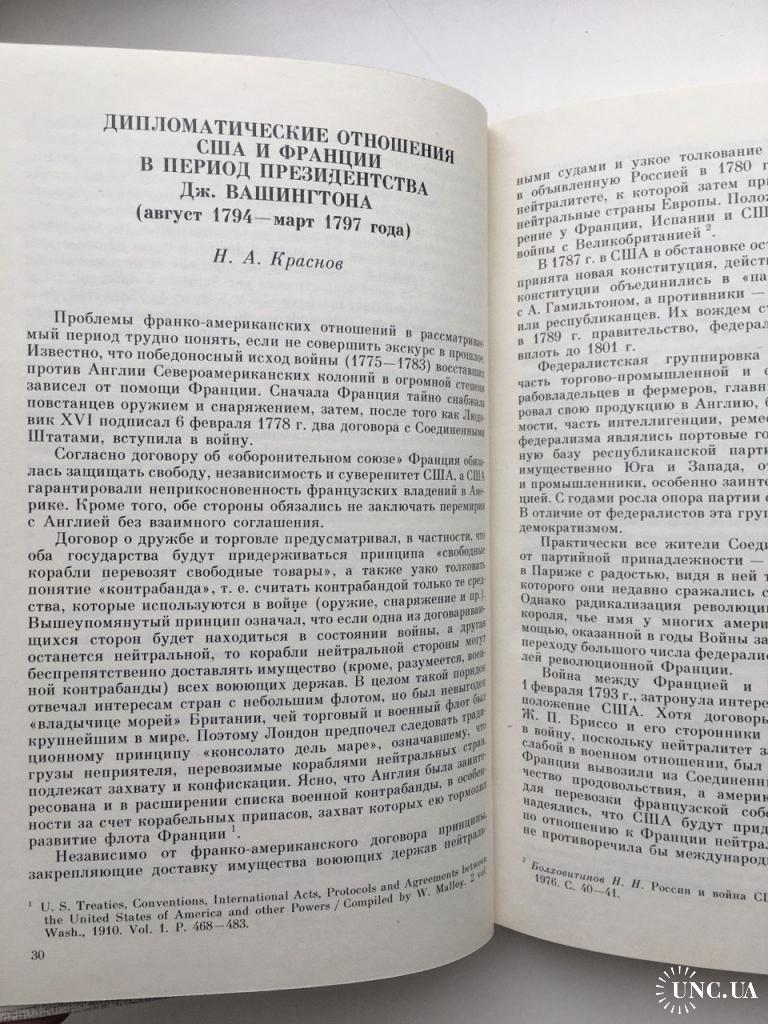 ДИПЛОМАТИЧЕСКИЕ ОТНОШЕНИЯ
США И ФРАНЦИИ
В ПЕРИОД ПРЕЗИДЕНТСТВА
Дж. ВАШИНГТОНА
(август 1794—март 1797 года)
Н. А. Краснов
Проблемы франко-американских отношений в рассматривае-
мый период трудно понять, если не совершить экскурс в прошлое.
Известно, что победоносный исход войны (1775—1783) восставших
против Англии Североамериканских колоний в огромной степени
зависел от помощи Франции. Сначала Франция тайно снабжала
повстанцев оружием и снаряжением, затем, после того как Людо-
вик XVI подписал 6 февраля 1778 г. два договора с Соединенными
Штатами, вступила в войну.
Согласно договору об «оборонительном союзе» Франция обяза-
лась защищать свободу, независимость и суверенитет США, а США
гарантировали неприкосновенность французских владений в Аме-
рике. Кроме того, обе стороны обязались не заключать перемирия
с Англией без взаимного соглашения.
Договор о дружбе и торговле предусматривал, в частности, что
оба государства будут придерживаться принципа «свободные
корабли перевозят свободные товары», а также узко толковать
понятие «контрабанда», т. е. считать контрабандой только те сред-
ства, которые используются в войне (оружие, снаряжение и пр.).
Вышеупомянутый принцип означал, что если одна из договариваю-
щихся сторон будет находиться в состоянии войны, а другая
останется нейтральной, то корабли нейтральной стороны могут
беспрепятственно доставлять имущество (кроме, разумеется, воен-
ной контрабанды) всех воюющих держав. В целом такой порядок
отвечал интересам стран с небольшим флотом, но был невыгоден
«владычице морей» Британии, чей торговый и военный флот был
крупнейшим в мире. Поэтому Лондон предпочел следовать тради-
ционному принципу «консолато дель маре», означавшему, что
грузы неприятеля, перевозимые кораблями нейтральных стран,
подлежат захвату и конфискации. Ясно, что Англия была заинте-
ресована и в расширении списка военной контрабанды, в особен-
ности за счет корабельных припасов, захват которых ею тормозил
развитие флота Франции 1.
Независимо от франко-американского договора принципы,
закрепляющие доставку имущества воюющих держав нейтраль-
1 U. S. Treaties, Conventions, International Acts, Protocols and Agreements between
the United States of America and other Powers / Compiled by W. Malloy. 2 vol.
Wash., 1910. Vol. 1. P. 468—483.
30
ными судами и узкое толкование
в объявленную Россией в 1780 г
нейтралитете, к которой затем пр
нейтральные страны Европы. Полож
рение у Франции, Испании и США
войны с Великобританией 2.
В 1787 г. в США в обстановке ост
принята новая конституция, дейст
конституции объединились в «па
с А. Гамильтоном, а противники —
или республиканцев. Их вождем ст
в 1789 г. правительство, федерал
вплоть до 1801 г.
Федералистская группировка
часть торгово-промышленной и ф
рабовладельцев и фермеров, главн
ровал свою продукцию в Англию, б
мости, часть интеллигенции, ремес
федерализма являлись портовые го
ную базу республиканской парти
имущественно Юга и Запада, от
и промышленники, особенно заинте
цией. С годами росла опора партии с
В отличие от федералистов эта груп
демократизмом.
Практически все жители Соеди
от партийной принадлежности —
в Париже с радостью, видя в ней т
которого они недавно сражались с
Однако радикализация революци
короля, чье имя у многих амери
мощью, оказанной в годы Войны за
переходу большого числа федералис
лей революционной Франции.
Война между Францией и
1 февраля 1793 г., затронула интере
положение США. Хотя договоры
Ж. П. Бриссо и его сторонники
в войну, поскольку нейтралитет за
слабой в военном отношении, был
Франции вывозили из Соединен
чество продовольствия, а америк
для перевозки французской соб
надеялись, что США будут прид
по отношению к Франции нейтрал
не противоречила бы международ
2 Болховитинов Н. Н. Россия и война СШ
1976. С. 40—41.
UNC.UA